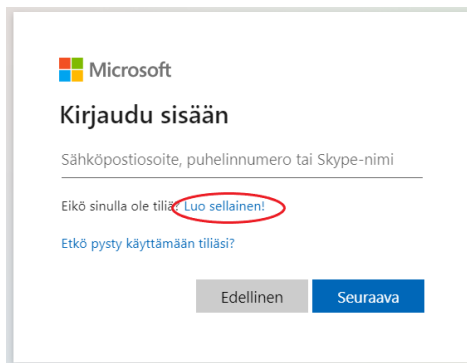 Microsoft
Kirjaudu sisään
Sähköpostiosoite, puhelinnumero tai Skype-nimi
Eikö sinulla ole tiliä? Luo sellainen!
Etkö pysty käyttämään tiliäsi?
Edellinen
Seuraava